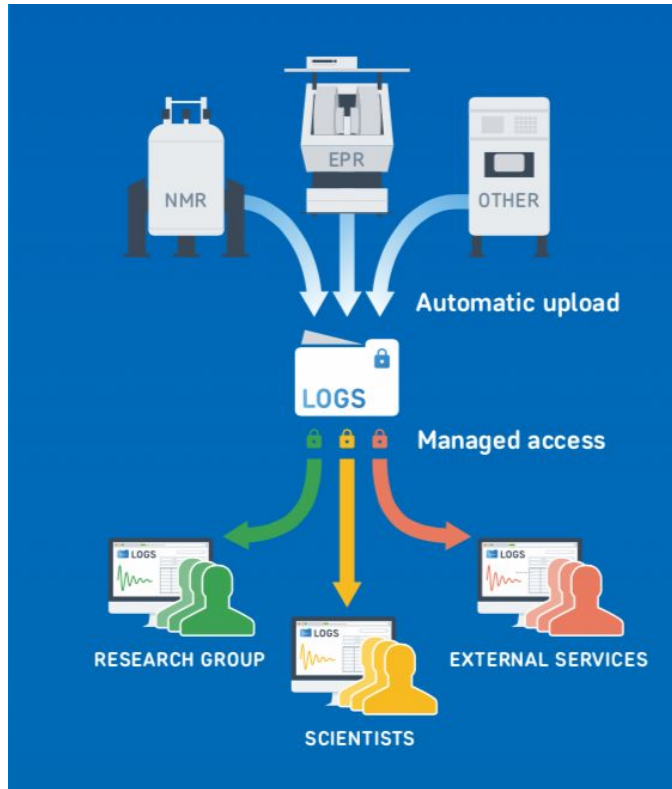 EPR
NMR
OTHER
Automatic upload
LOGS
Managed access
LOGS
LOGS
RESEARCH GROUP
EXTERNAL SERVICES
LOGS
SCIENTISTS